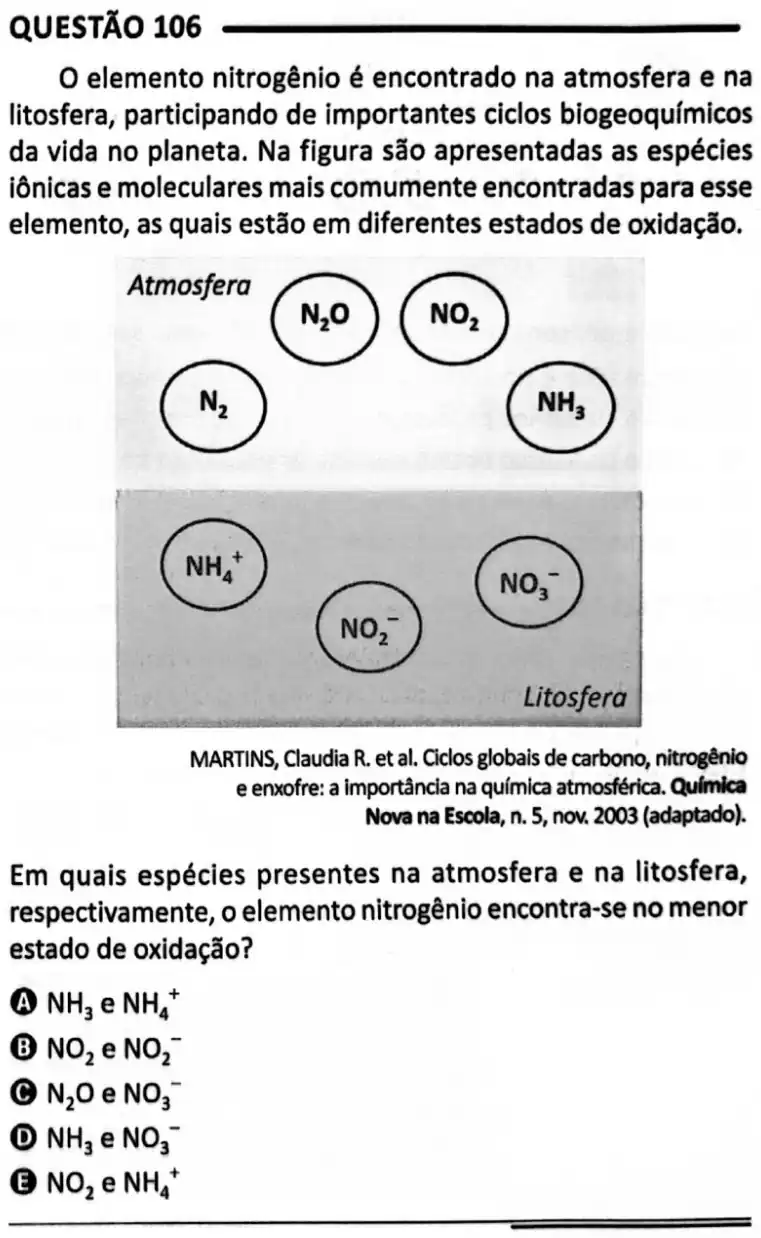 QUESTÃO 106
O elemento nitrogênio é encontrado na atmosfera e na
litosfera, participando de importantes ciclos biogeoquímicos
da vida no planeta. Na figura são apresentadas as espécies
iônicas e moleculares mais comumente encontradas para esse
elemento, as quais estão em diferentes estados de oxidação.
Atmosfera
N₂O
NO₂
N₂
NH₃
NH₄⁺
NO₃⁻
NO₂⁻
Litosfera
MARTINS, Claudia R. et al. Ciclos globais de carbono, nitrogênio
e enxofre: a importância na química atmosférica. Química
Nova na Escola, n. 5, nov. 2003 (adaptado).
Em quais espécies presentes na atmosfera e na litosfera,
respectivamente, o elemento nitrogênio encontra-se no menor
estado de oxidação?
A NH₃ e NH₄⁺
B NO₂ e NO₂⁻
C N₂O e NO₃⁻
D NH₃ e NO₃⁻
E NO₂ e NH₄⁺